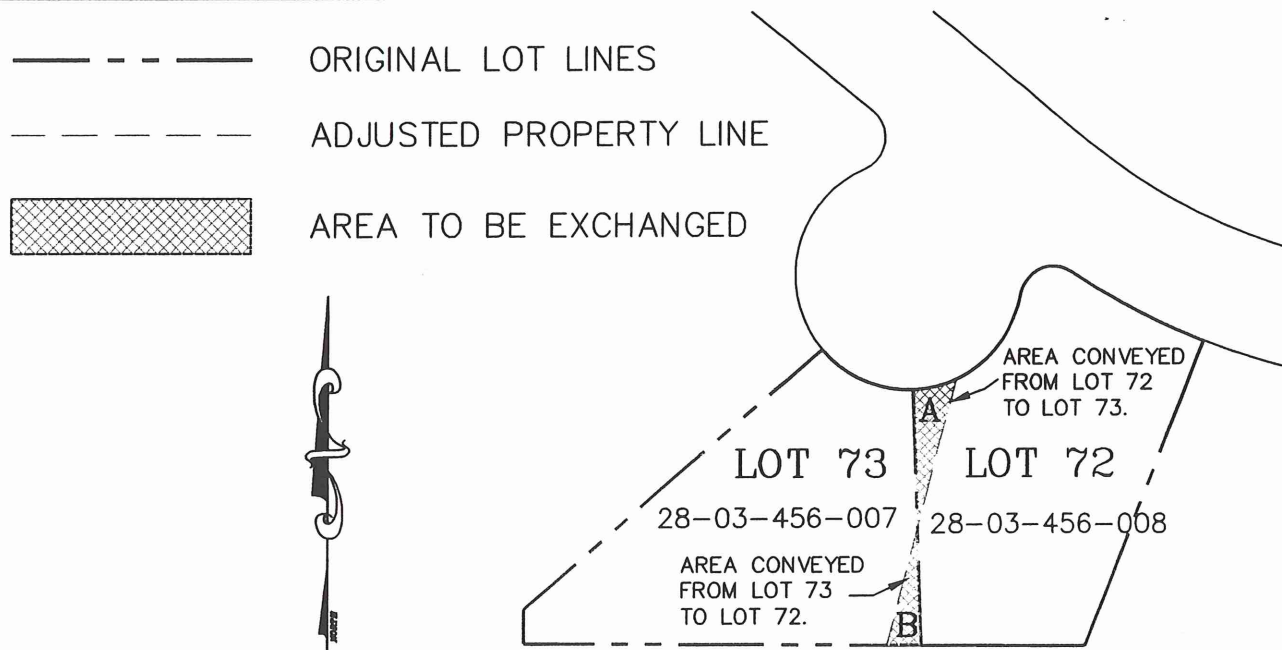 ORIGINAL LOT LINES
ADJUSTED PROPERTY LINE
AREA TO BE EXCHANGED
AREA CONVEYED
FROM LOT 72
TO LOT 73.
A
LOT 73
LOT 72
28-03-456-007
28-03-456-008
AREA CONVEYED
FROM LOT 73
TO LOT 72.
B
NORTH